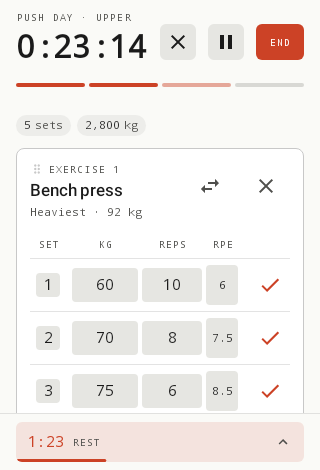 PUSH DAY · UPPER
0:23:14
END
5 sets 2,800 kg
EXERCISE 1
Bench press
Heaviest · 92 kg
SET KG REPS RPE
1 60 10 6
2 70 8 7.5
3 75 6 8.5
1:23 REST